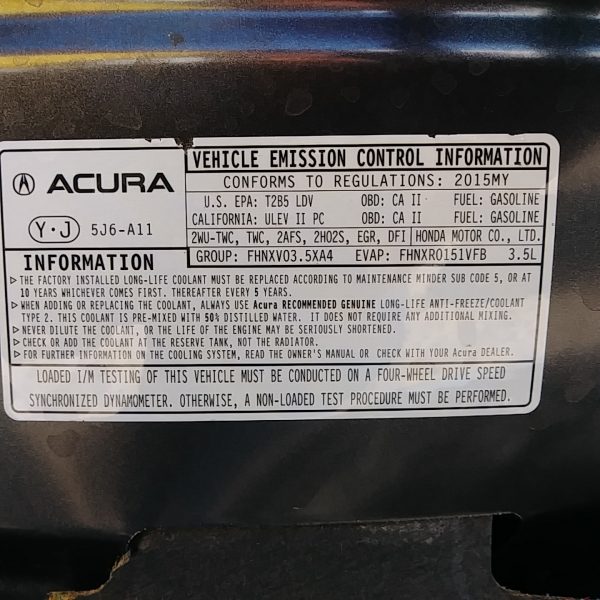 ACURA
VEHICLE EMISSION CONTROL INFORMATION
CONFORMS TO REGULATIONS: 2015MY
U.S. EPA: T2B5 LDV OBD: CA II FUEL: GASOLINE
CALIFORNIA: ULEV II PC OBD: CA II FUEL: GASOLINE
Y·J 5J6-A11
2WU-TWC, TWC, 2AFS, 2HO2S, EGR, DFI HONDA MOTOR CO., LTD.
GROUP: FHNXV03.5XA4 EVAP: FHNXR0151VFB 3.5L
INFORMATION
▷THE FACTORY INSTALLED LONG-LIFE COOLANT MUST BE REPLACED ACCORDING TO MAINTENANCE MINDER SUB CODE 5, OR AT
10 YEARS WHICHEVER COMES FIRST. THEREAFTER EVERY 5 YEARS.
▷WHEN ADDING OR REPLACING THE COOLANT, ALWAYS USE Acura RECOMMENDED GENUINE LONG-LIFE ANTI-FREEZE/COOLANT
TYPE 2. THIS COOLANT IS PRE-MIXED WITH 50% DISTILLED WATER. IT DOES NOT REQUIRE ANY ADDITIONAL MIXING.
▷NEVER DILUTE THE COOLANT, OR THE LIFE OF THE ENGINE MAY BE SERIOUSLY SHORTENED.
▷CHECK OR ADD THE COOLANT AT THE RESERVE TANK, NOT THE RADIATOR.
▷FOR FURTHER INFORMATION ON THE COOLING SYSTEM, READ THE OWNER'S MANUAL OR CHECK WITH YOUR Acura DEALER.
LOADED I/M TESTING OF THIS VEHICLE MUST BE CONDUCTED ON A FOUR-WHEEL DRIVE SPEED
SYNCHRONIZED DYNAMOMETER. OTHERWISE, A NON-LOADED TEST PROCEDURE MUST BE PERFORMED.